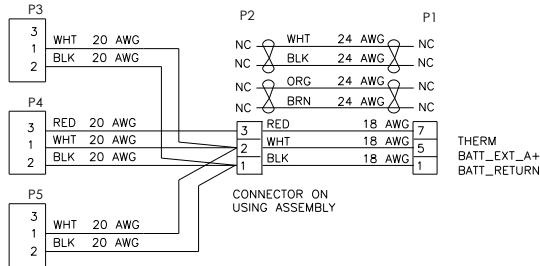 P3
3
1 WHT 20 AWG
2 BLK 20 AWG
P4
3 RED 20 AWG
1 WHT 20 AWG
2 BLK 20 AWG
P5
3
1 WHT 20 AWG
2 BLK 20 AWG
P2 P1
NC WHT 24 AWG NC
NC BLK 24 AWG NC
NC ORG 24 AWG NC
NC BRN 24 AWG NC
3 RED 18 AWG 7 THERM
2 WHT 18 AWG 5 BATT_EXT_A+
1 BLK 18 AWG 1 BATT_RETURN
CONNECTOR ON
USING ASSEMBLY